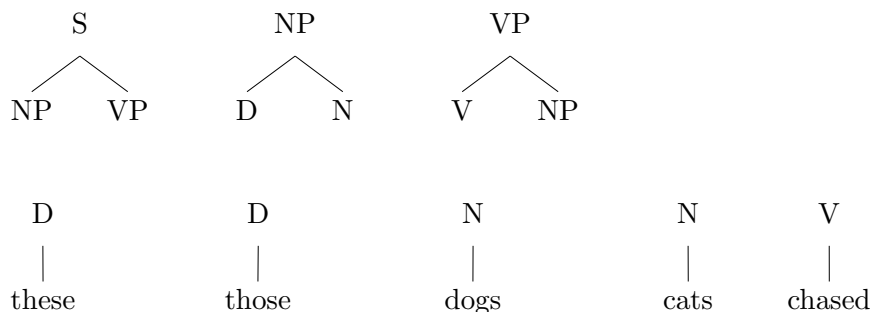 S NP VP
NP VP D N V NP
D D N N V
these those dogs cats chased